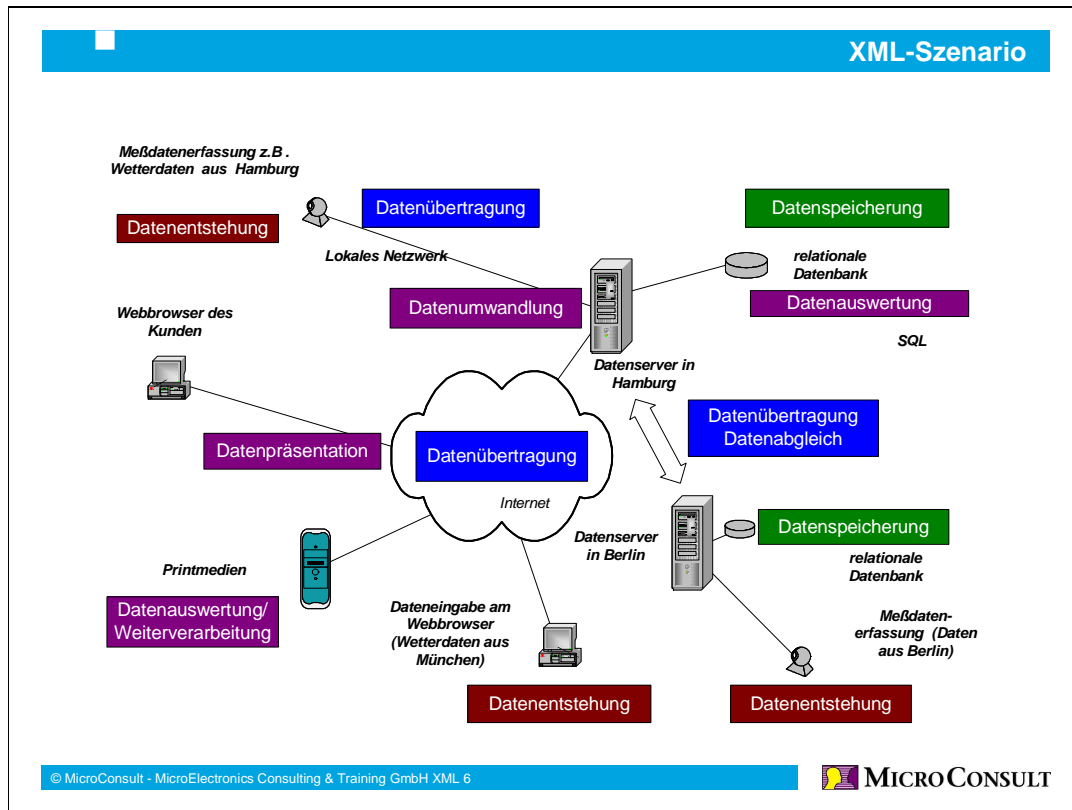 XML-Szenario
Meßdatenerfassung z.B .
Wetterdaten aus Hamburg
Datenentstehung
Datenübertragung
Lokales Netzwerk
Datenumwandlung
Datenspeicherung
relationale
Datenbank
Datenauswertung
SQL
Webbrowser des
Kunden
Datenserver in
Hamburg
Datenübertragung
Datenabgleich
Datenpräsentation
Datenübertragung
Internet
Datenserver
in Berlin
Datenspeicherung
relationale
Datenbank
Printmedien
Datenauswertung/
Weiterverarbeitung
Dateneingabe am
Webbrowser
(Wetterdaten aus
München)
Datenentstehung
Meßdaten-
erfassung (Daten
aus Berlin)
Datenentstehung
© MicroConsult - MicroElectronics Consulting & Training GmbH XML 6
MICROCONSULT